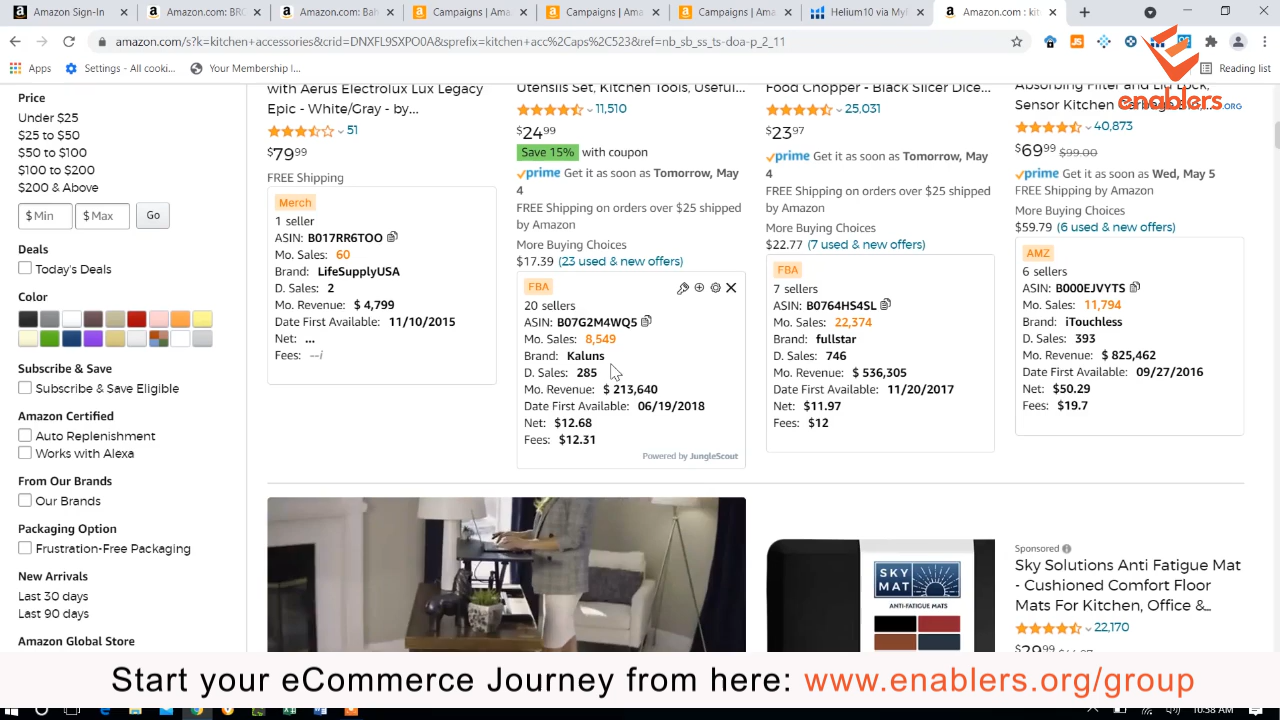 Amazon Sign-In
Amazon.com: BRO
Amazon.com: Bah
Campaigns | Ama
Campaigns | Ama
Campaigns | Ama
Helium10 via My
Amazon.com : kit
amazon.com/s?k=kitchen+accessories&crid=DNXFL9SXPO0A&sprefix=kitchen+acc%2Caps%2C523&ref=nb_sb_ss_ts-doa-p_2_11
Apps
Settings - All cooki...
Your Membership |...
Reading list
enablers.ORG
Price
Under $25
$25 to $50
$50 to $100
$100 to $200
$200 & Above
$ Min
$ Max
Go
Deals
Today's Deals
Color
Subscribe & Save
Subscribe & Save Eligible
Amazon Certified
Auto Replenishment
Works with Alexa
From Our Brands
Our Brands
Packaging Option
Frustration-Free Packaging
New Arrivals
Last 30 days
Last 90 days
Amazon Global Store
with Aerus Electrolux Lux Legacy
Epic - White/Gray - by...
51
$79.99
FREE Shipping
Merch
1 seller
ASIN: B017RR6TOO
Mo. Sales: 60
Brand: LifeSupplyUSA
D. Sales: 2
Mo. Revenue: $ 4,799
Date First Available: 11/10/2015
Net: ...
Fees: --i
Utensils Set, Kitchen Tools, Useful...
11,510
$24.99
Save 15% with coupon
prime Get it as soon as Tomorrow, May
4
FREE Shipping on orders over $25 shipped
by Amazon
More Buying Choices
$17.39 (23 used & new offers)
FBA
20 sellers
ASIN: B07G2M4WQ5
Mo. Sales: 8,549
Brand: Kaluns
D. Sales: 285
Mo. Revenue: $ 213,640
Date First Available: 06/19/2018
Net: $12.68
Fees: $12.31
Powered by JungleScout
Food Chopper - Black Slicer Dice...
25,031
$23.97
prime Get it as soon as Tomorrow, May
4
FREE Shipping on orders over $25 shipped
by Amazon
More Buying Choices
$22.77 (7 used & new offers)
FBA
7 sellers
ASIN: B0764HS4SL
Mo. Sales: 22,374
Brand: fullstar
D. Sales: 746
Mo. Revenue: $ 536,305
Date First Available: 11/20/2017
Net: $11.97
Fees: $12
Absorbing Filter and Lid Lock,
Sensor Kitchen
40,873
$69.99 $99.00
prime Get it as soon as Wed, May 5
FREE Shipping by Amazon
More Buying Choices
$59.79 (6 used & new offers)
AMZ
6 sellers
ASIN: B000EJVYTS
Mo. Sales: 11,794
Brand: iTouchless
D. Sales: 393
Mo. Revenue: $ 825,462
Date First Available: 09/27/2016
Net: $50.29
Fees: $19.7
SKY
MAT
ANTI-FATIGUE MATS
Sponsored
Sky Solutions Anti Fatigue Mat
- Cushioned Comfort Floor
Mats For Kitchen, Office &...
22,170
Start your eCommerce Journey from here: www.enablers.org/group
10:38 AM